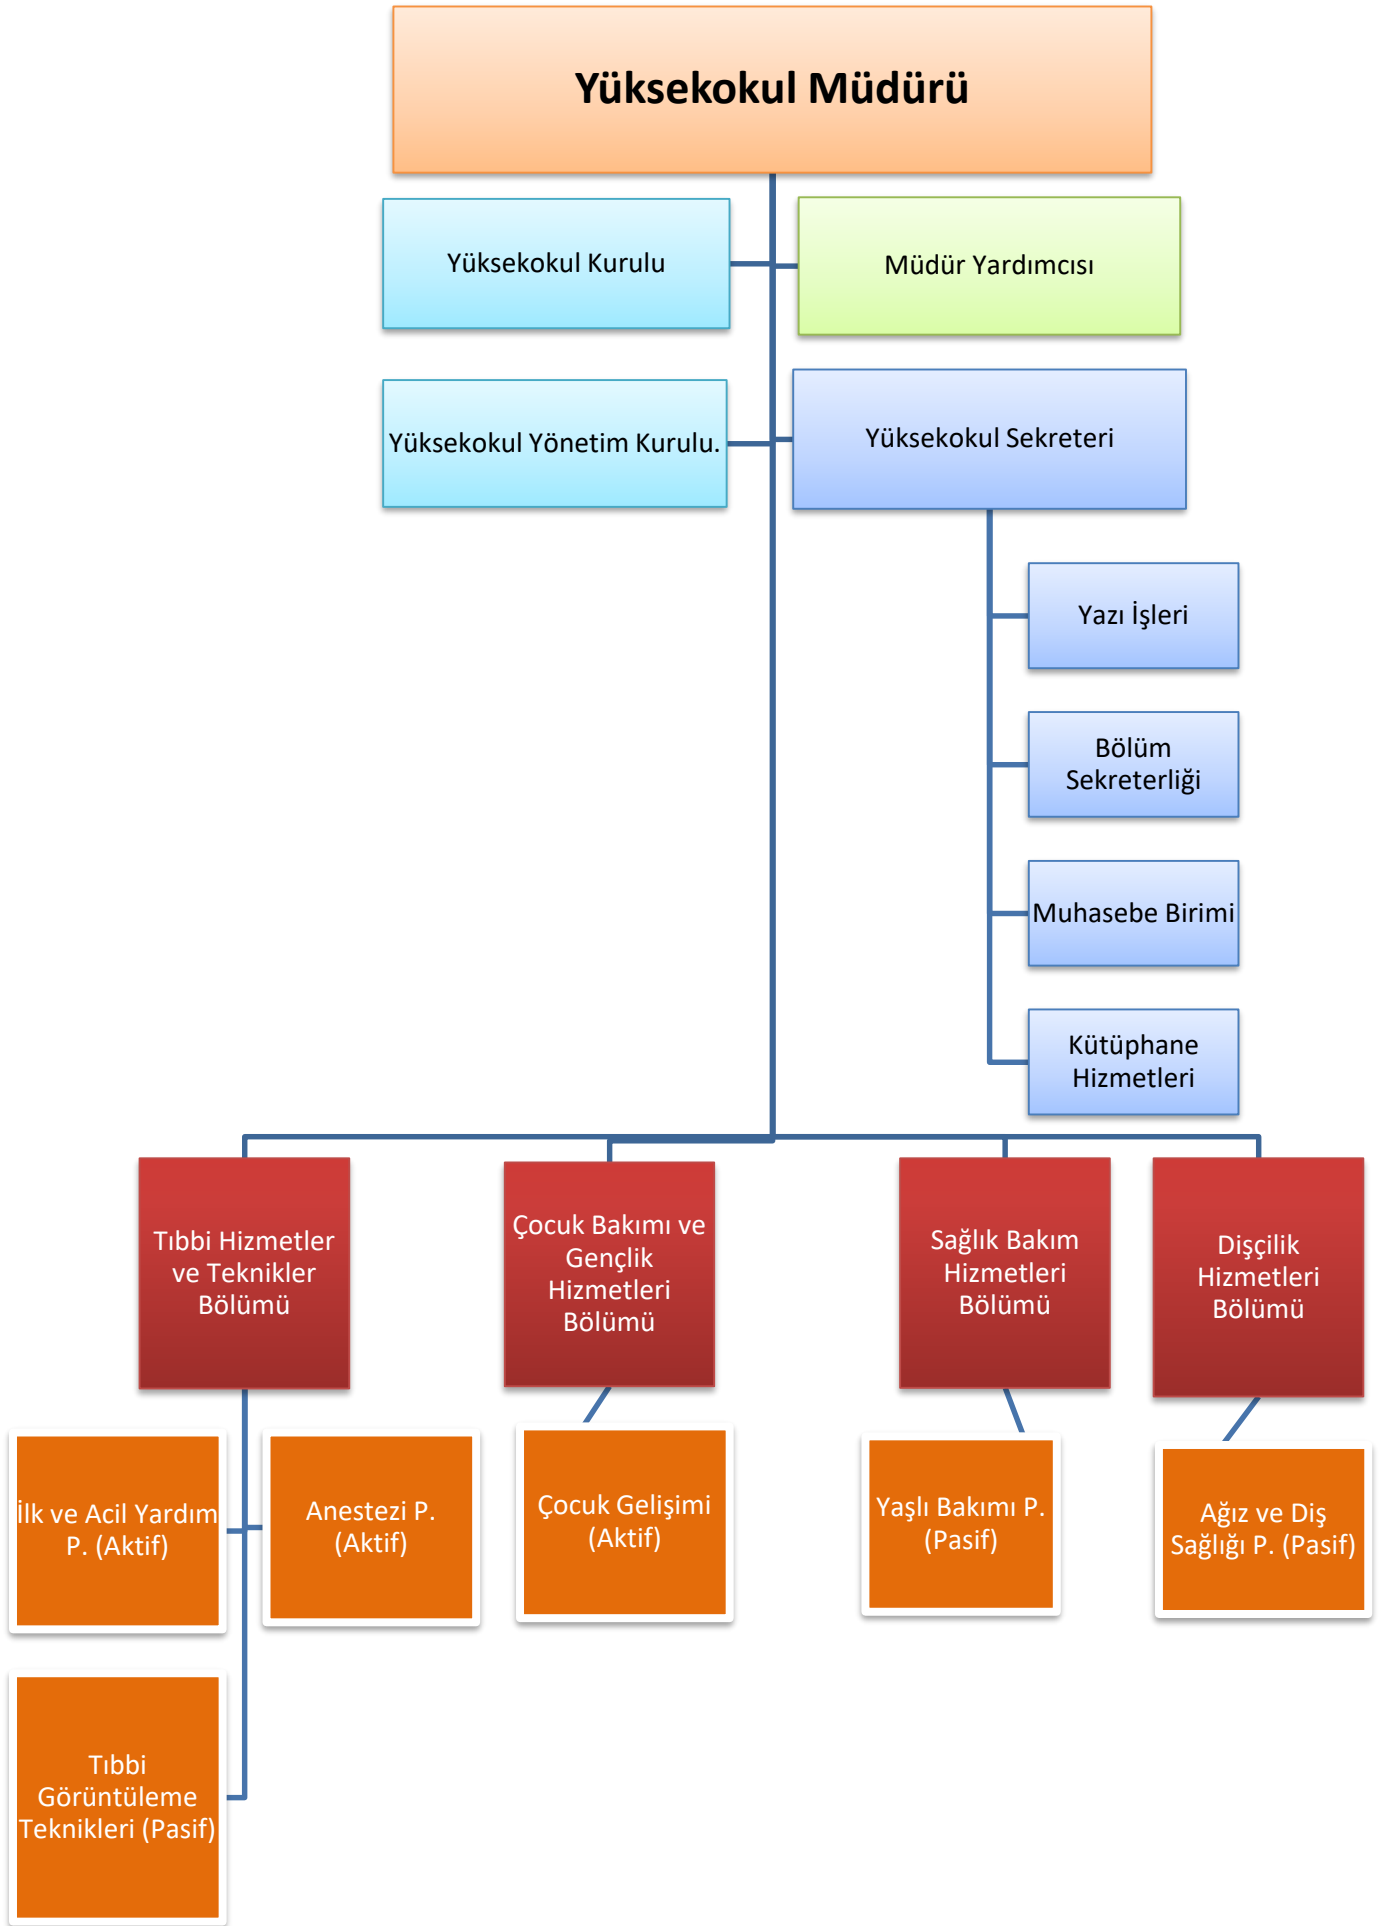 Yüksekokul Müdürü
Yüksekokul Kurulu
Müdür Yardımcısı
Yüksekokul Yönetim Kurulu.
Yüksekokul Sekreteri
Yazı İşleri
Bölüm
Sekreterliği
Muhasebe Birimi
Kütüphane
Hizmetleri
Tıbbi Hizmetler
ve Teknikler
Bölümü
Çocuk Bakımı ve
Gençlik
Hizmetleri
Bölümü
Sağlık Bakım
Hizmetleri
Bölümü
Dişçilik
Hizmetleri
Bölümü
İlk ve Acil Yardım
P. (Aktif)
Anestezi P.
(Aktif)
Çocuk Gelişimi
(Aktif)
Yaşlı Bakımı P.
(Pasif)
Ağız ve Diş
Sağlığı P. (Pasif)
Tıbbi
Görüntüleme
Teknikleri (Pasif)